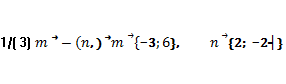 1/( 3) m⃗ − (n, ) ⃗m⃗{−3; 6}, n⃗{2; −2}